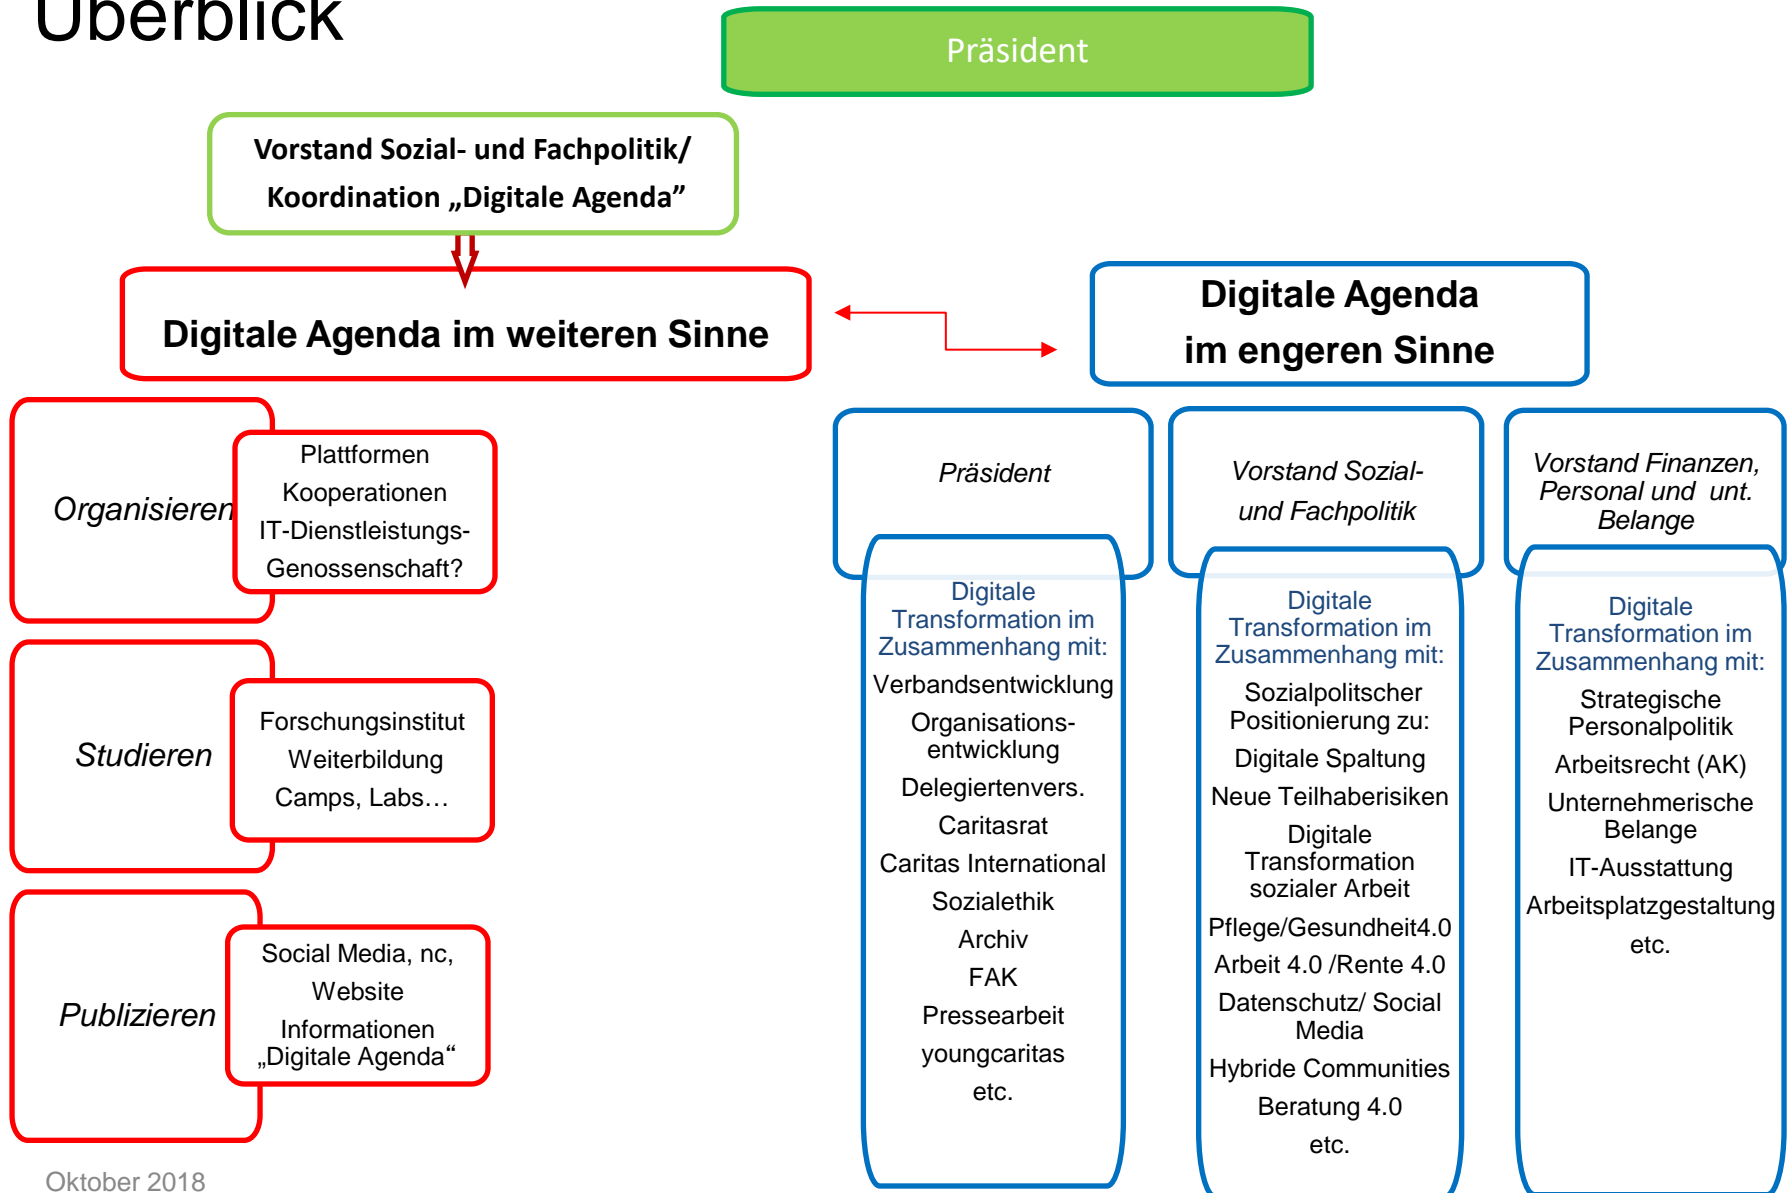 Überblick
Präsident
Vorstand Sozial- und Fachpolitik/
Koordination „Digitale Agenda”
Digitale Agenda im weiteren Sinne
Digitale Agenda
im engeren Sinne
Organisieren
Plattformen
Kooperationen
IT-Dienstleistungs-
Genossenschaft?
Studieren
Forschungsinstitut
Weiterbildung
Camps, Labs…
Publizieren
Social Media, nc,
Website
Informationen
„Digitale Agenda“
Präsident
Digitale
Transformation im
Zusammenhang mit:
Verbandsentwicklung
Organisations-
entwicklung
Delegiertenvers.
Caritasrat
Caritas International
Sozialethik
Archiv
FAK
Pressearbeit
youngcaritas
etc.
Vorstand Sozial-
und Fachpolitik
Digitale
Transformation im
Zusammenhang mit:
Sozialpolitscher
Positionierung zu:
Digitale Spaltung
Neue Teilhaberisiken
Digitale
Transformation
sozialer Arbeit
Pflege/Gesundheit4.0
Arbeit 4.0 /Rente 4.0
Datenschutz/ Social
Media
Hybride Communities
Beratung 4.0
etc.
Vorstand Finanzen,
Personal und unt.
Belange
Digitale
Transformation im
Zusammenhang mit:
Strategische
Personalpolitik
Arbeitsrecht (AK)
Unternehmerische
Belange
IT-Ausstattung
Arbeitsplatzgestaltung
etc.
Oktober 2018